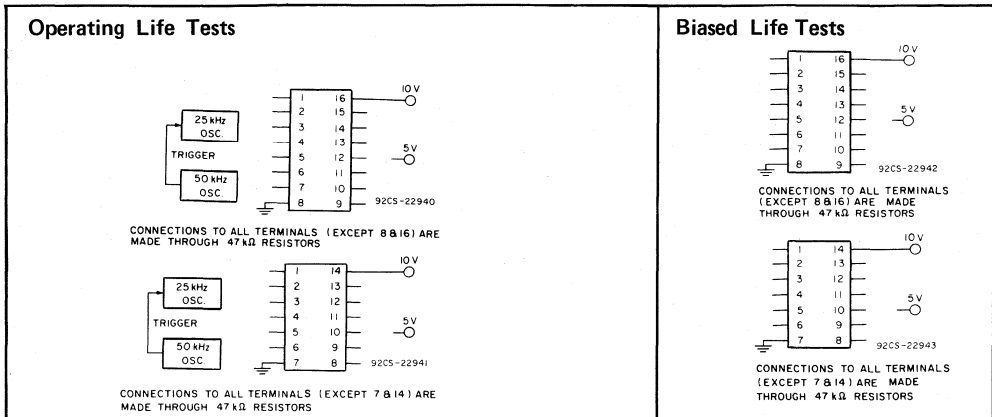 Operating Life Tests
25 kHz
OSC.
TRIGGER
50 kHz
OSC.
1 16
2 15
3 14
4 13
5 12
6 11
7 10
8 9
10 V
5 V
92CS-22940
CONNECTIONS TO ALL TERMINALS (EXCEPT 8 & 16) ARE
MADE THROUGH 47 kΩ RESISTORS
25 kHz
OSC.
TRIGGER
50 kHz
OSC.
1 14
2 13
3 12
4 11
5 10
6 9
7 8
10 V
5 V
92CS-22941
CONNECTIONS TO ALL TERMINALS (EXCEPT 7 & 14) ARE
MADE THROUGH 47 kΩ RESISTORS
Biased Life Tests
1 16
2 15
3 14
4 13
5 12
6 11
7 10
8 9
10 V
5 V
92CS-22942
CONNECTIONS TO ALL TERMINALS
(EXCEPT 8 & 16) ARE MADE
THROUGH 47 kΩ RESISTORS
1 14
2 13
3 12
4 11
5 10
6 9
7 8
10 V
5 V
92CS-22943
CONNECTIONS TO ALL TERMINALS
(EXCEPT 7 & 14) ARE MADE
THROUGH 47 kΩ RESISTORS